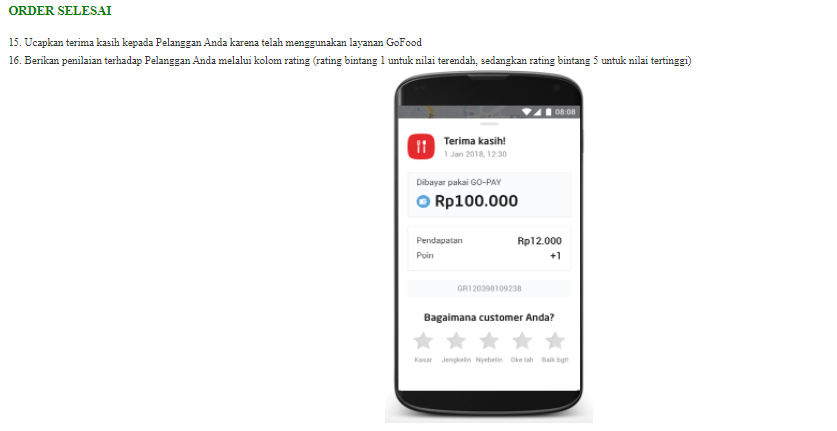 ORDER SELESAI
15. Ucapkan terima kasih kepada Pelanggan Anda karena telah menggunakan layanan GoFood
16. Berikan penilaian terhadap Pelanggan Anda melalui kolom rating (rating bintang 1 untuk nilai terendah, sedangkan rating bintang 5 untuk nilai tertinggi)
08:08
Terima kasih!
1 Jan 2018, 12:30
Dibayar pakai GO-PAY
Rp100.000
Pendapatan Rp12.000
Poin +1
GR120398109238
Bagaimana customer Anda?
Kasar Jengkelin Nyebelin Oke lah Baik bgt!